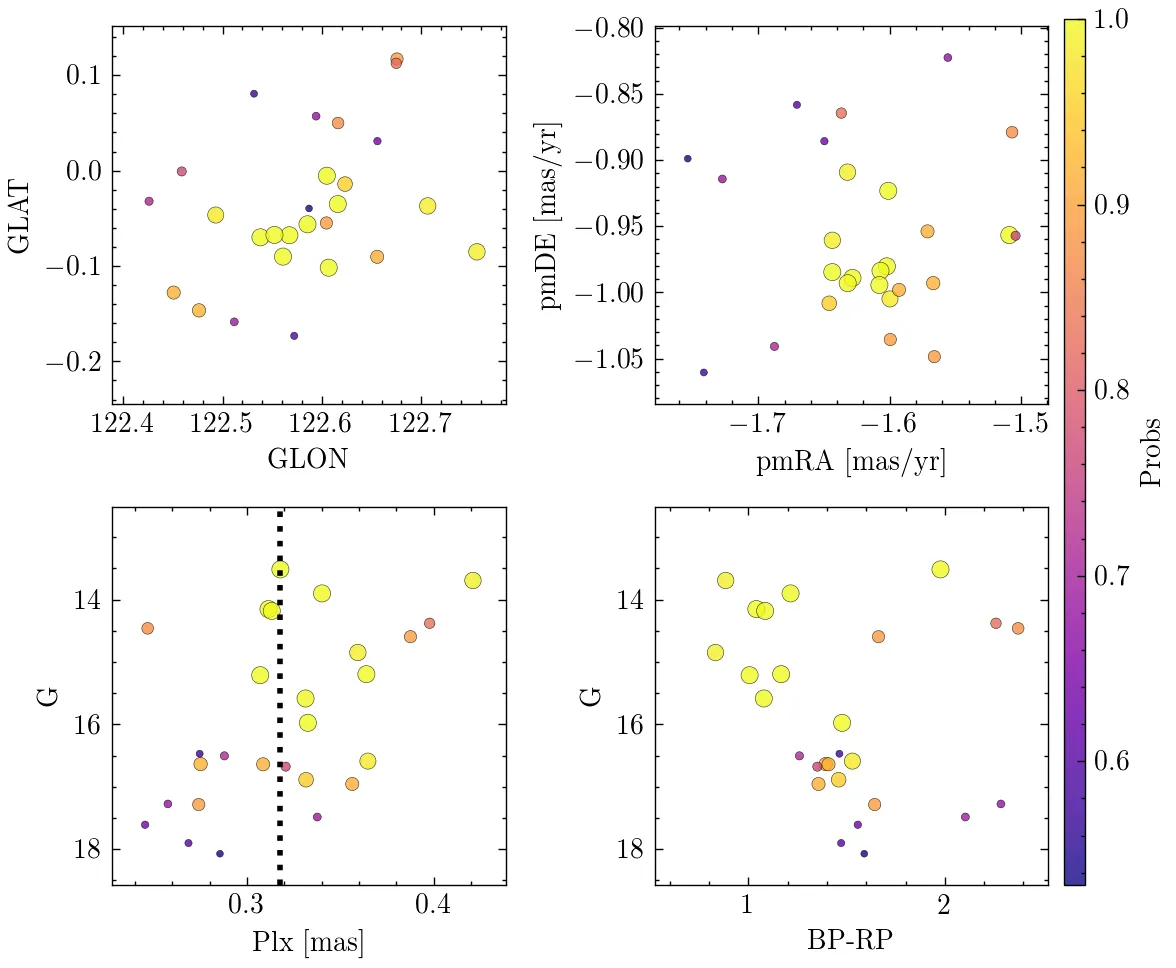 0.1
0.0
−0.1
−0.2
GLAT
122.4 122.5 122.6 122.7
GLON
−0.80
−0.85
−0.90
−0.95
−1.00
−1.05
pmDE [mas/yr]
−1.7 −1.6 −1.5
pmRA [mas/yr]
14
16
18
G
0.3 0.4
Plx [mas]
14
16
18
G
1 2
BP-RP
1.0
0.9
0.8
0.7
0.6
Probs